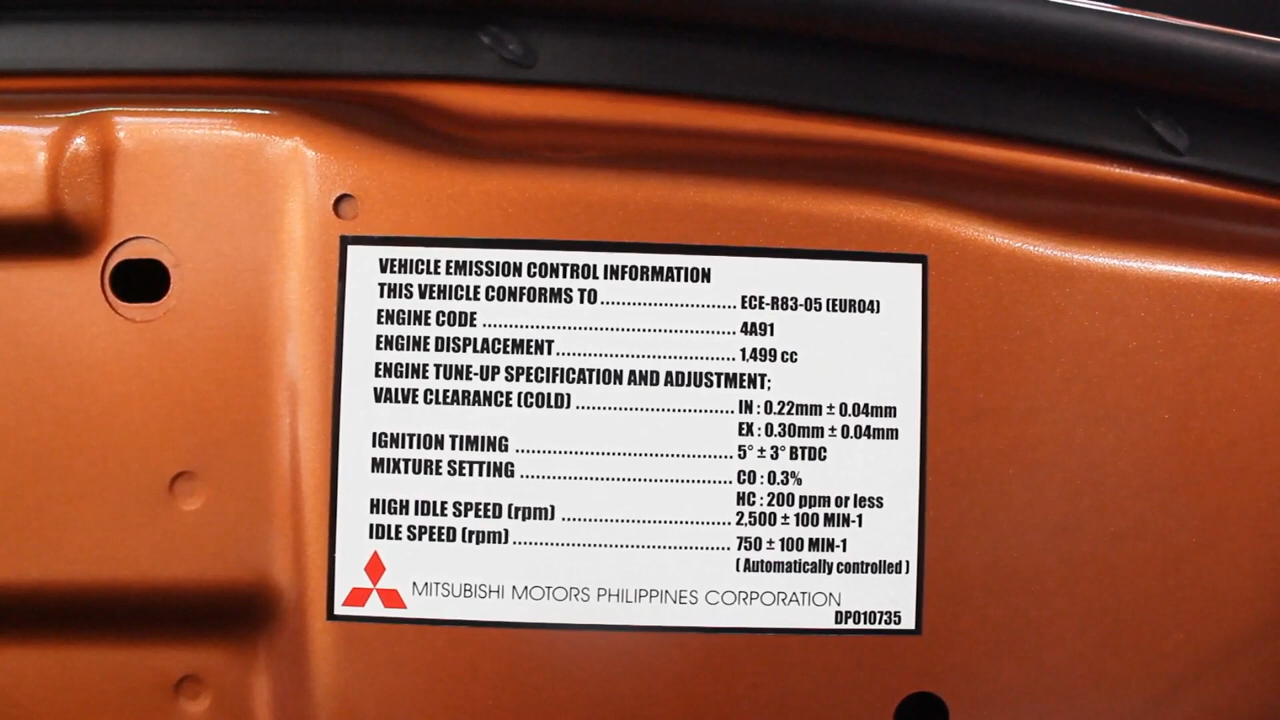 VEHICLE EMISSION CONTROL INFORMATION
THIS VEHICLE CONFORMS TO ........................... ECE-R83-05 (EURO4)
ENGINE CODE ................................................. 4A91
ENGINE DISPLACEMENT................................... 1,499 cc
ENGINE TUNE-UP SPECIFICATION AND ADJUSTMENT;
VALVE CLEARANCE (COLD) ............................... IN : 0.22mm ± 0.04mm
EX : 0.30mm ± 0.04mm
IGNITION TIMING .......................................... 5° ± 3° BTDC
MIXTURE SETTING ......................................... CO : 0.3%
HC : 200 ppm or less
HIGH IDLE SPEED (rpm) ................................. 2,500 ± 100 MIN-1
IDLE SPEED (rpm).......................................... 750 ± 100 MIN-1
( Automatically controlled )
MITSUBISHI MOTORS PHILIPPINES CORPORATION
DP010735